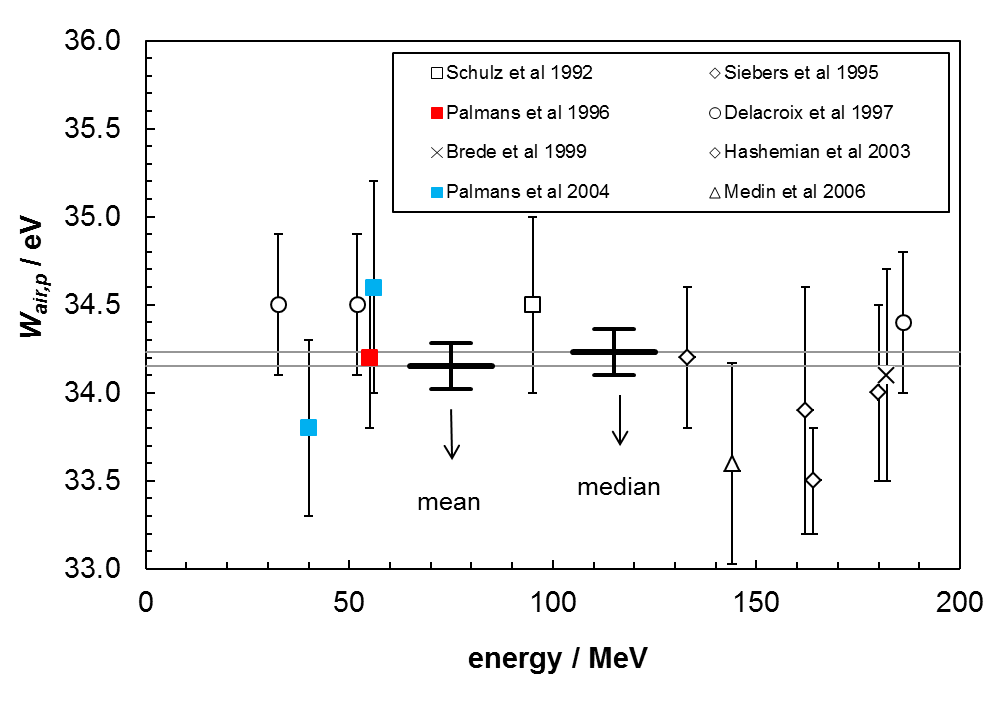 36.0
Schulz et al 1992
Siebers et al 1995
Palmans et al 1996
Delacroix et al 1997
Brede et al 1999
Hashemian et al 2003
Palmans et al 2004
Medin et al 2006
35.5
35.0
34.5
34.0
33.5
33.0
Wair,p / eV
mean
median
0
50
100
150
200
energy / MeV